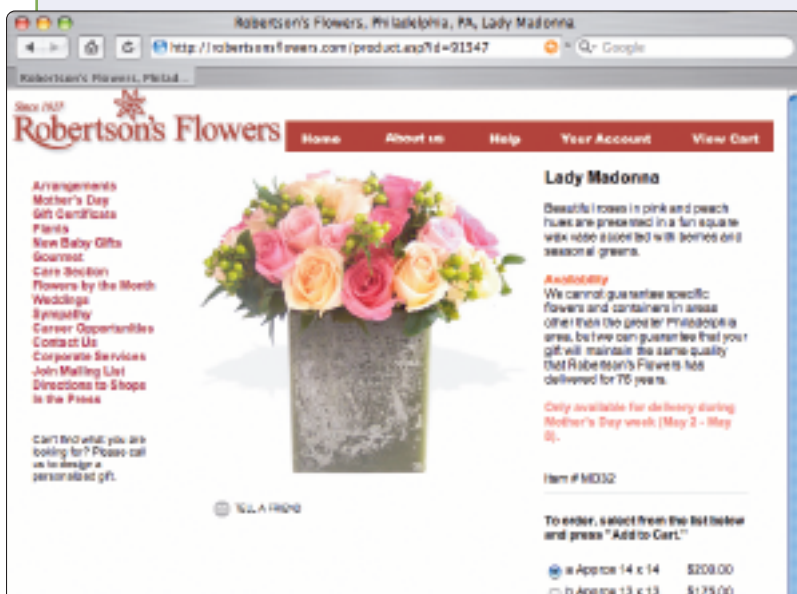 Robertson's Flowers, Philadelphia, PA, Lady Madonna
http://robertsonsflowers.com/product.asp?id=91547
Google
Robertson's Flowers, Philad...
Since 1927
Robertson's Flowers
Home About us Help Your Account View Cart
Arrangements
Mother's Day
Gift Certificate
Plants
New Baby Gifts
Gourmet
Care Section
Flowers by the Month
Weddings
Sympathy
Career Opportunities
Contact Us
Corporate Services
Join Mailing List
Directions to Shops
In the Press
Can't find what you are
looking for? Please call
us to design a
personalized gift.
TELL A FRIEND
Lady Madonna
Beautiful roses in pink and peach
hues are presented in a fun square
wax vase accented with berries and
seasonal greens.
Availability
We cannot guarantee specific
flowers and containers in areas
other than the greater Philadelphia
area, but we can guarantee that your
gift will maintain the same quality
that Robertson's Flowers has
delivered for 76 years.
Only available for delivery during
Mother's Day week (May 2 - May
8).
Item # MD32
To order, select from the list below
and press "Add to Cart."
a Approx 14 x 14 $200.00
b Approx 13 x 13 $175.00